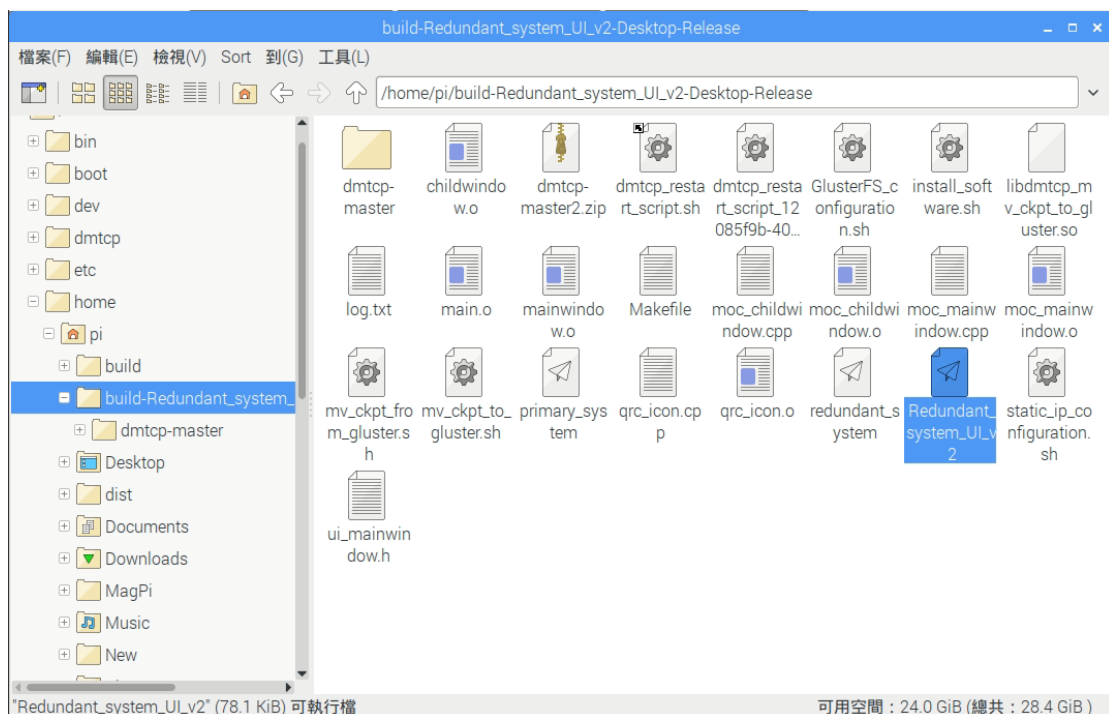 build-Redundant_system_UI_v2-Desktop-Release
檔案(F) 編輯(E) 檢視(V) Sort 到(G) 工具(L)
/home/pi/build-Redundant_system_UI_v2-Desktop-Release
bin
boot
dev
dmtcp
etc
home
pi
build
build-Redundant_system_
dmtcp-master
Desktop
dist
Documents
Downloads
MagPi
Music
New
dmtcp-
master
childwindo
w.o
dmtcp-
master2.zip
dmtcp_resta
rt_script.sh
dmtcp_resta
rt_script_12
085f9b-40...
GlusterFS_c
onfiguratio
n.sh
install_soft
ware.sh
libdmtcp_m
v_ckpt_to_gl
uster.so
log.txt
main.o
mainwindo
w.o
Makefile
moc_childwi
ndow.cpp
moc_childwi
ndow.o
moc_mainw
indow.cpp
moc_mainw
indow.o
mv_ckpt_fro
m_gluster.s
h
mv_ckpt_to_
gluster.sh
primary_sys
tem
qrc_icon.cp
p
qrc_icon.o
redundant_s
ystem
Redundant_
system_UI_v
2
static_ip_co
nfiguration.
sh
ui_mainwin
dow.h
"Redundant_system_UI_v2" (78.1 KiB) 可執行檔
可用空間：24.0 GiB (總共：28.4 GiB )